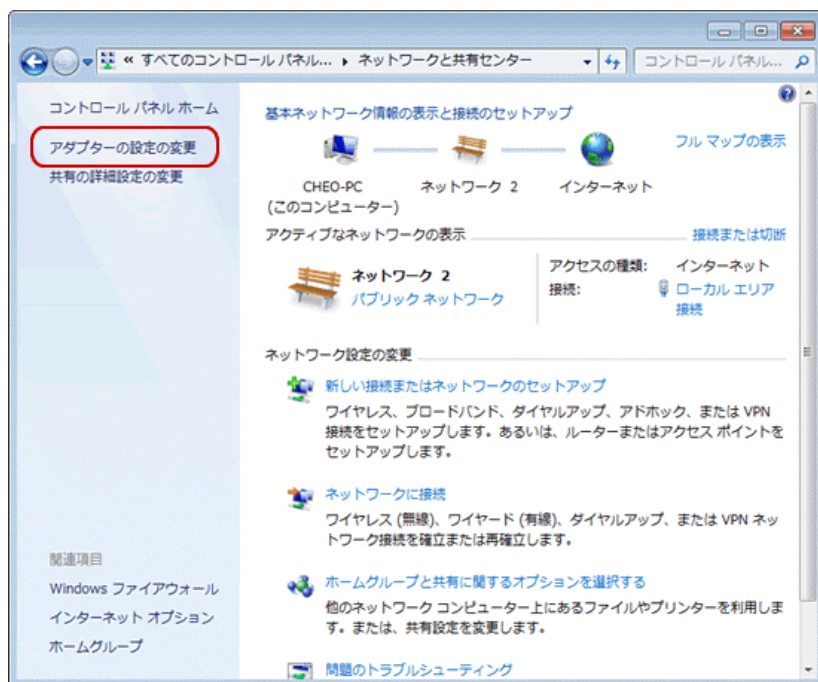 « すべてのコントロール パネル... ▸ ネットワークと共有センター
コントロール パネル...
コントロール パネル ホーム
アダプターの設定の変更
共有の詳細設定の変更
基本ネットワーク情報の表示と接続のセットアップ
フル マップの表示
CHEO-PC
(このコンピューター)
ネットワーク 2
インターネット
アクティブなネットワークの表示
接続または切断
ネットワーク 2
パブリック ネットワーク
アクセスの種類: インターネット
接続: ローカル エリア
接続
ネットワーク設定の変更
新しい接続またはネットワークのセットアップ
ワイヤレス、ブロードバンド、ダイヤルアップ、アドホック、または VPN
接続をセットアップします。あるいは、ルーターまたはアクセス ポイントを
セットアップします。
ネットワークに接続
ワイヤレス (無線)、ワイヤード (有線)、ダイヤルアップ、または VPN ネッ
トワーク接続を確立または再確立します。
ホームグループと共有に関するオプションを選択する
他のネットワーク コンピューター上にあるファイルやプリンターを利用しま
す。または、共有設定を変更します。
問題のトラブルシューティング
関連項目
Windows ファイアウォール
インターネット オプション
ホームグループ